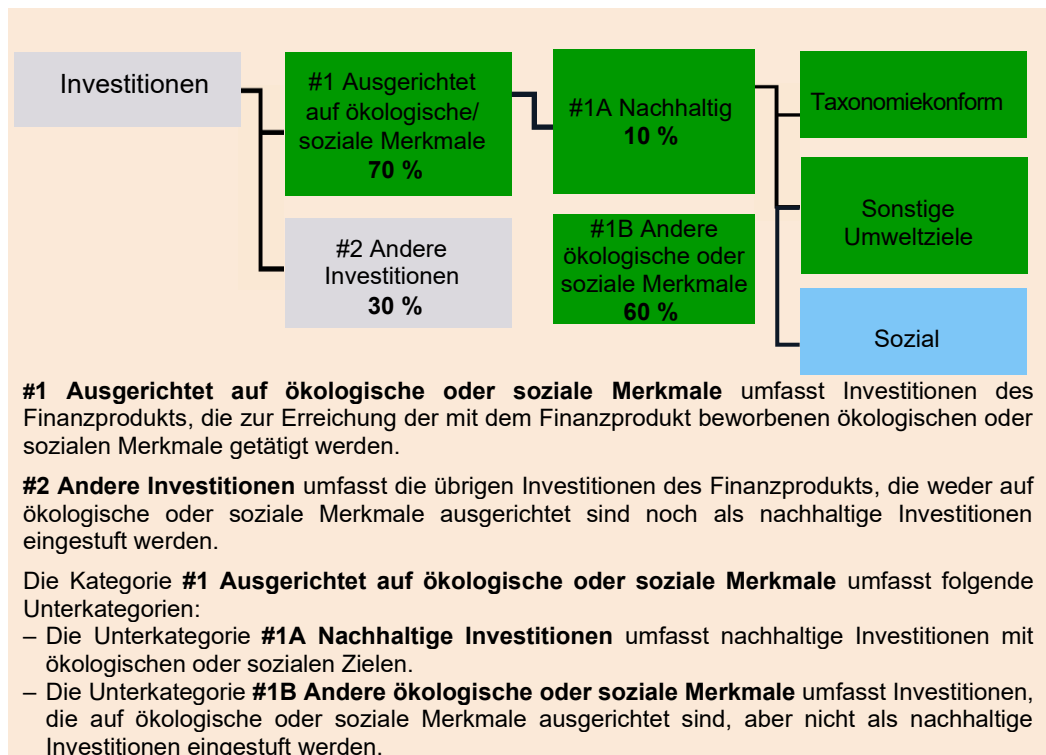 Investitionen
#1 Ausgerichtet
auf ökologische/
soziale Merkmale
70 %
#2 Andere
Investitionen
30 %
#1A Nachhaltig
10 %
#1B Andere
ökologische oder
soziale Merkmale
60 %
Taxonomiekonform
Sonstige
Umweltziele
Sozial
#1 Ausgerichtet auf ökologische oder soziale Merkmale umfasst Investitionen des
Finanzprodukts, die zur Erreichung der mit dem Finanzprodukt beworbenen ökologischen oder
sozialen Merkmale getätigt werden.
#2 Andere Investitionen umfasst die übrigen Investitionen des Finanzprodukts, die weder auf
ökologische oder soziale Merkmale ausgerichtet sind noch als nachhaltige Investitionen
eingestuft werden.
Die Kategorie #1 Ausgerichtet auf ökologische oder soziale Merkmale umfasst folgende
Unterkategorien:
– Die Unterkategorie #1A Nachhaltige Investitionen umfasst nachhaltige Investitionen mit
ökologischen oder sozialen Zielen.
– Die Unterkategorie #1B Andere ökologische oder soziale Merkmale umfasst Investitionen,
die auf ökologische oder soziale Merkmale ausgerichtet sind, aber nicht als nachhaltige
Investitionen eingestuft werden.